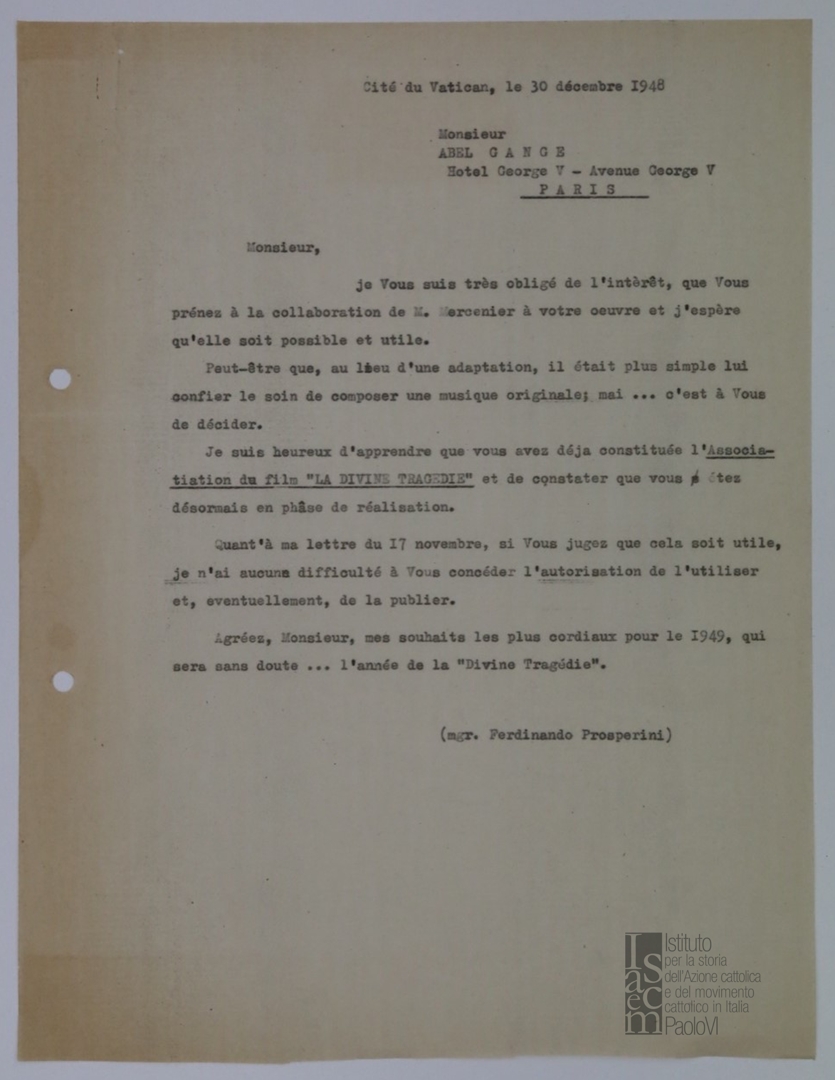 Cité du Vatican, le 30 décembre 1948
Monsieur
ABEL G A N G E
Hotel George V - Avenue George V
P A R I S
Monsieur,
je Vous suis très obligé de l'intèrêt, que Vous
prénez à la collaboration de M. Mercenier à votre oeuvre et j'espère
qu'elle soit possible et utile.
Peut-être que, au lieu d'une adaptation, il était plus simple lui
confier le soin de composer une musique originale; mai ... c'est à Vous
de décider.
Je suis heureux d'apprendre que vous avez déja constituée l'Associa-
tiation du film "LA DIVINE TRAGEDIE" et de constater que vous étez
désormais en phâse de réalisation.
Quant'à ma lettre du 17 novembre, si Vous jugez que cela soit utile,
je n'ai aucune difficulté à Vous concéder l'autorisation de l'utiliser
et, eventuellement, de la publier.
Agréez, Monsieur, mes souhaits les plus cordiaux pour le 1949, qui
sera sans doute ... l'année de la "Divine Tragédie".
(mgr. Ferdinando Prosperini)
Isacem
Istituto
per la storia
dell'Azione cattolica
e del movimento
cattolico in Italia
PaoloVI